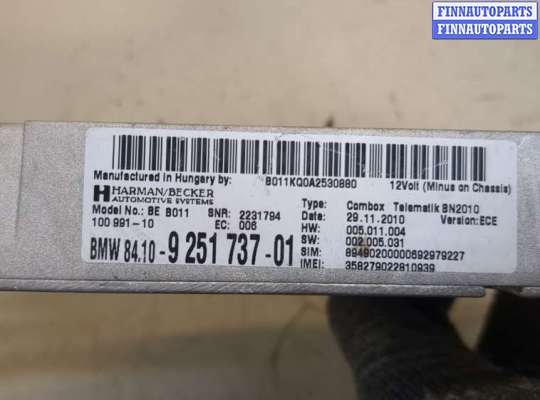 FINNAUTOPARTS
FINNAUTOPARTS
FINNAUTOPARTS
Manufactured in Hungary by: B011KQ0A2530880 12Volt (Minus on Chassis)
HARMAN/BECKER
AUTOMOTIVE SYSTEMS
Type: Combox Telematik BN2010
Model No.: BE B011 SNR: 2231794 Date: 29.11.2010 Version: ECE
100 991-10 EC: 006 HW: 005.011.004
SW: 002.005.031
BMW 84.10-9 251 737-01 SIM: 89490200000692979227
IMEI: 358279022810939